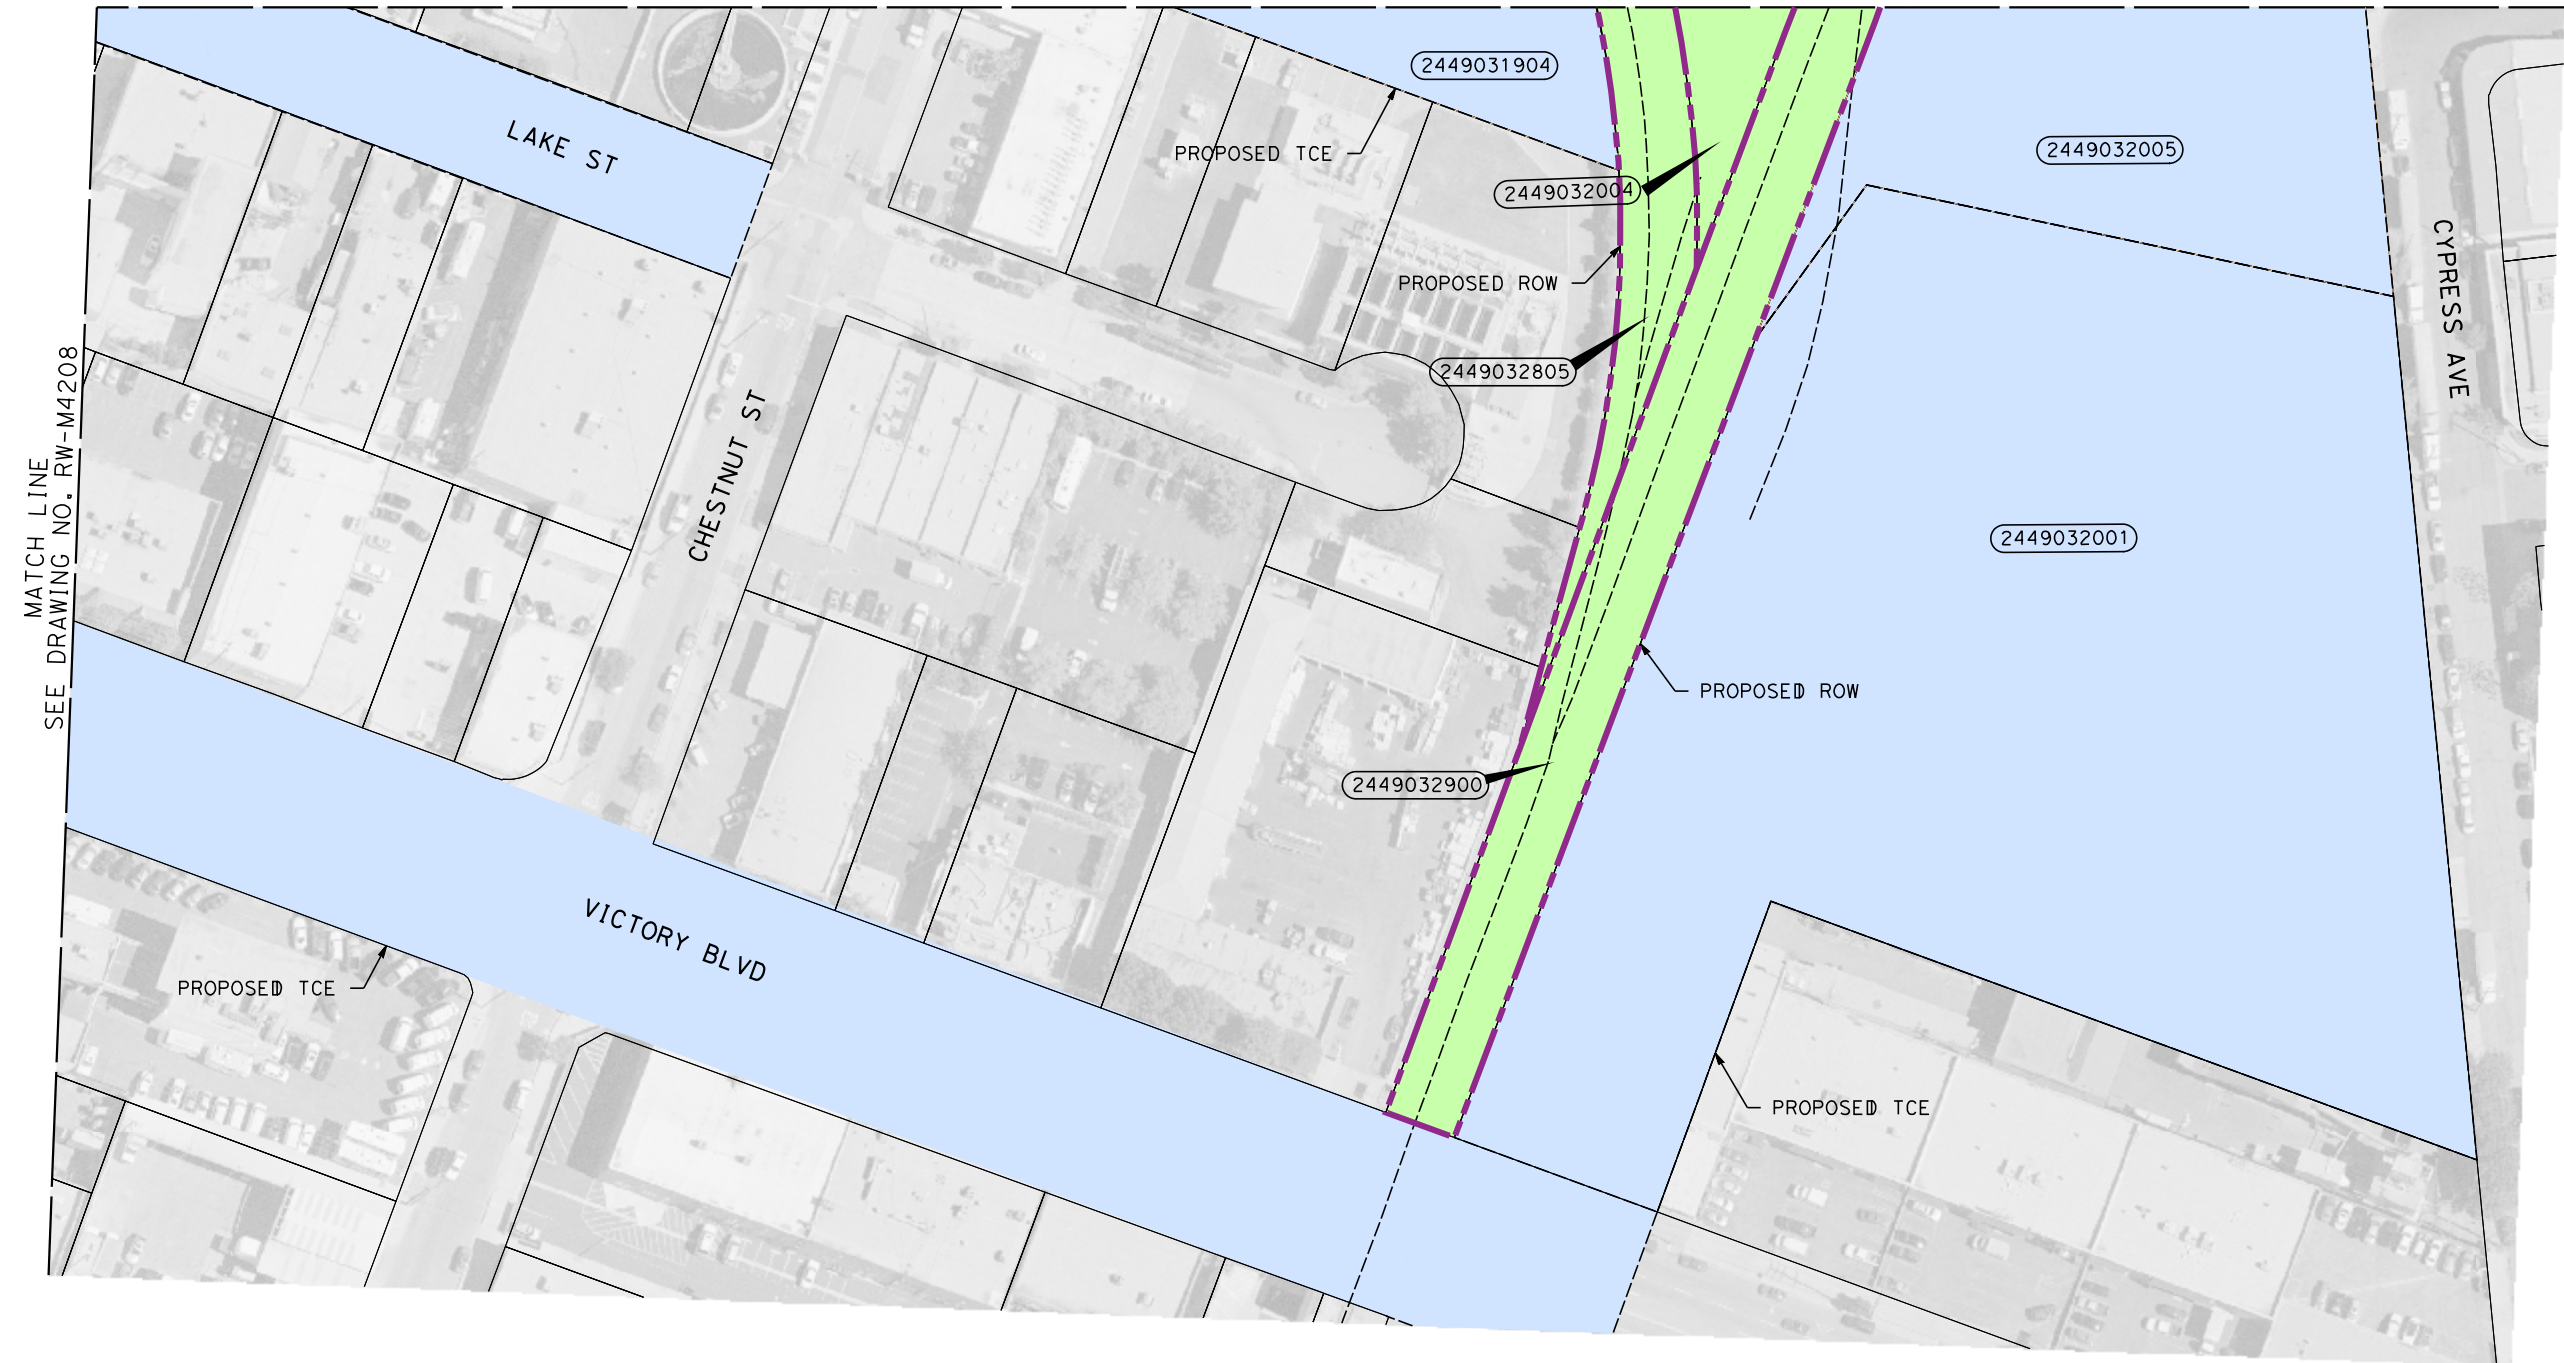 2449031904
LAKE ST
PROPOSED TCE
2449032005
2449032004
PROPOSED ROW
CYPRESS AVE
2449032805
MATCH LINE
SEE DRAWING NO. RW-M4208
CHESTNUT ST
2449032001
PROPOSED ROW
2449032900
VICTORY BLVD
PROPOSED TCE
PROPOSED TCE